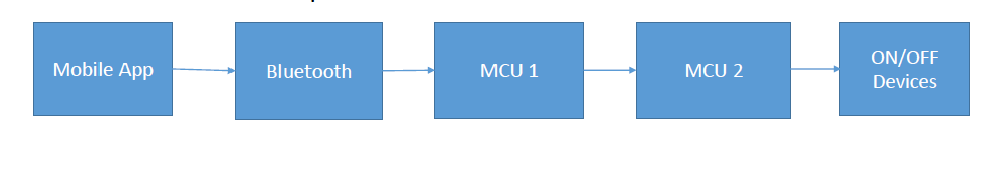 Mobile App
Bluetooth
MCU 1
MCU 2
ON/OFF
Devices